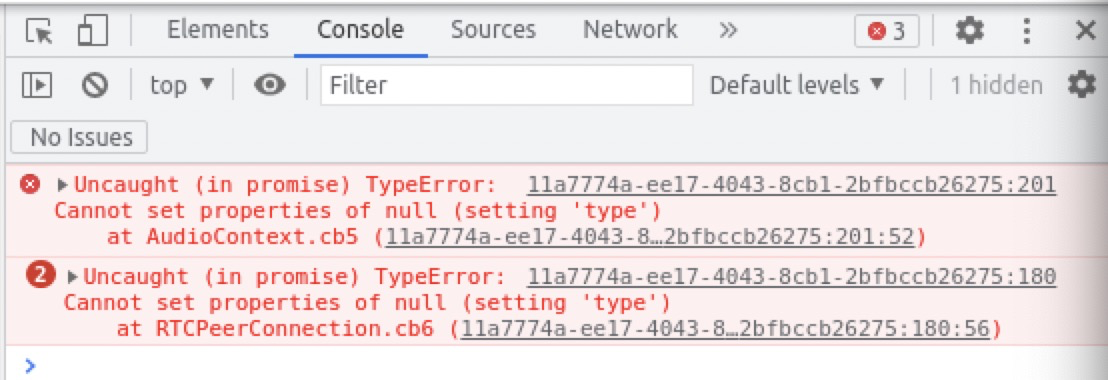 Elements Console Sources Network » 3
top ▼ Filter Default levels ▼ 1 hidden
No Issues
▶Uncaught (in promise) TypeError: 11a7774a-ee17-4043-8cb1-2bfbccb26275:201
Cannot set properties of null (setting 'type')
at AudioContext.cb5 (11a7774a-ee17-4043-8…2bfbccb26275:201:52)
2 ▶Uncaught (in promise) TypeError: 11a7774a-ee17-4043-8cb1-2bfbccb26275:180
Cannot set properties of null (setting 'type')
at RTCPeerConnection.cb6 (11a7774a-ee17-4043-8…2bfbccb26275:180:56)